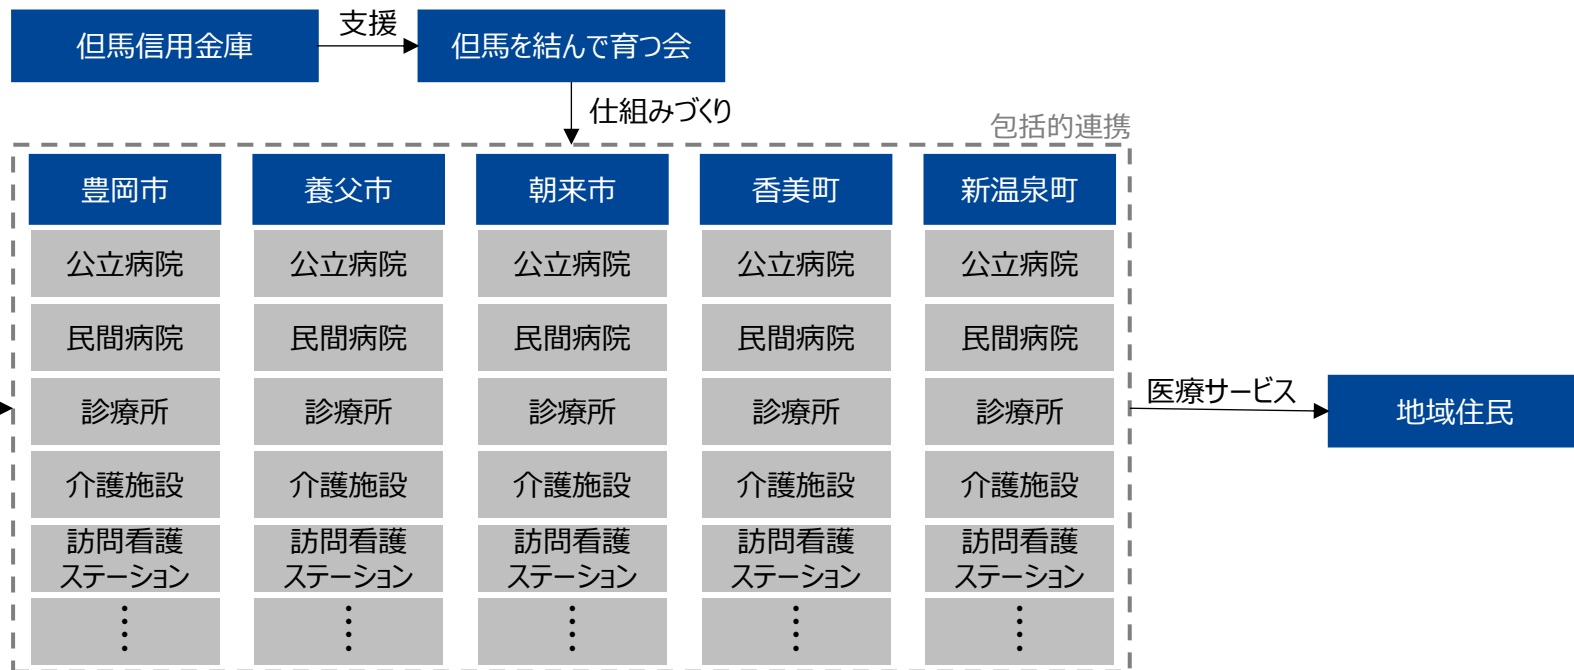 但馬信用金庫
支援
但馬を結んで育つ会
仕組みづくり
包括的連携
豊岡市
養父市
朝来市
香美町
新温泉町
公立病院
公立病院
公立病院
公立病院
公立病院
民間病院
民間病院
民間病院
民間病院
民間病院
診療所
診療所
診療所
診療所
診療所
医療サービス
地域住民
介護施設
介護施設
介護施設
介護施設
介護施設
訪問看護
ステーション
訪問看護
ステーション
訪問看護
ステーション
訪問看護
ステーション
訪問看護
ステーション